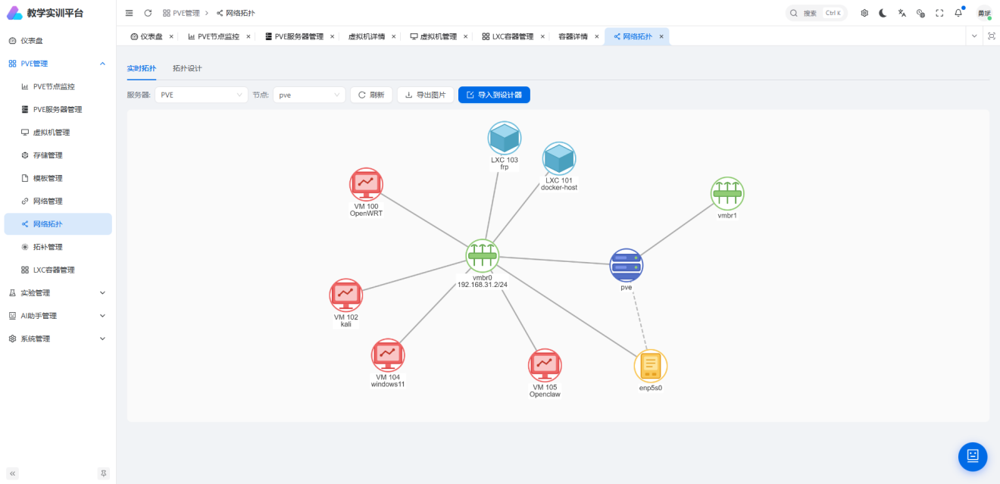 教学实训平台
PVE管理 > 网络拓扑
搜索 Ctrl K
仪表盘 × PVE节点监控 × PVE服务器管理 × 虚拟机详情 × 虚拟机管理 × LXC容器管理 × 容器详情 × 网络拓扑 ×
仪表盘
PVE管理
PVE节点监控
PVE服务器管理
虚拟机管理
存储管理
模板管理
网络管理
网络拓扑
拓补管理
LXC容器管理
实验管理
AI助手管理
系统管理
实时拓扑 拓扑设计
服务器: PVE 节点: pve 刷新 导出图片 导入到设计器
LXC 103
frp
LXC 101
docker-host
VM 100
OpenWRT
vmbr1
vmbr0
192.168.31.2/24
pve
VM 102
kali
VM 104
windows11
VM 105
Openclaw
enp5s0